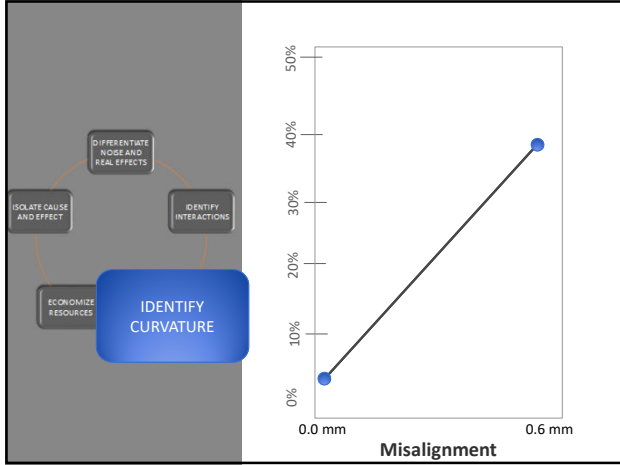 DIFFERENTIATE
NOISE AND
REAL EFFECTS
ISOLATE CAUSE
AND EFFECT
IDENTIFY
INTERACTIONS
ECONOMIZE
RESOURCES
IDENTIFY
CURVATURE
50%
40%
30%
20%
10%
0%
0.0 mm
0.6 mm
Misalignment